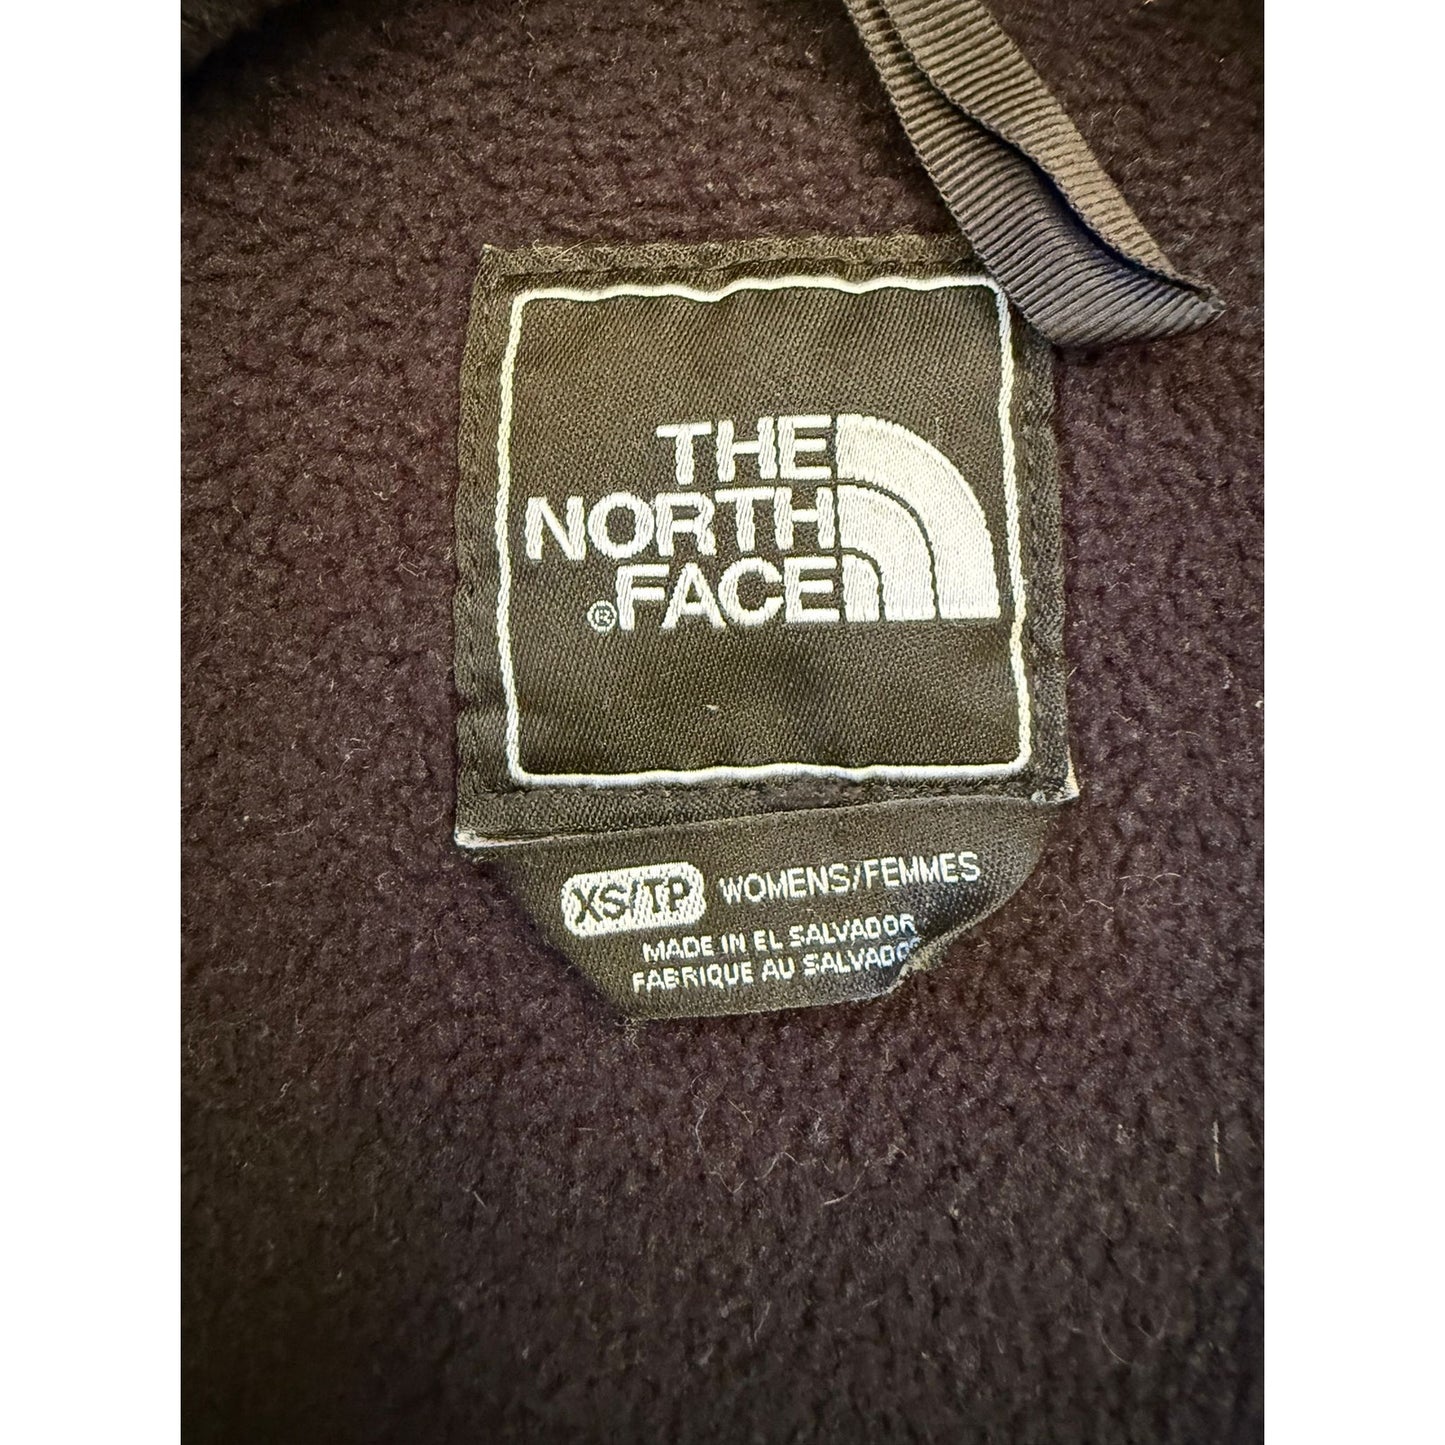 THE
NORTH
® FACE
XS/TP WOMENS/FEMMES
MADE IN EL SALVADOR
FABRIQUE AU SALVADOR